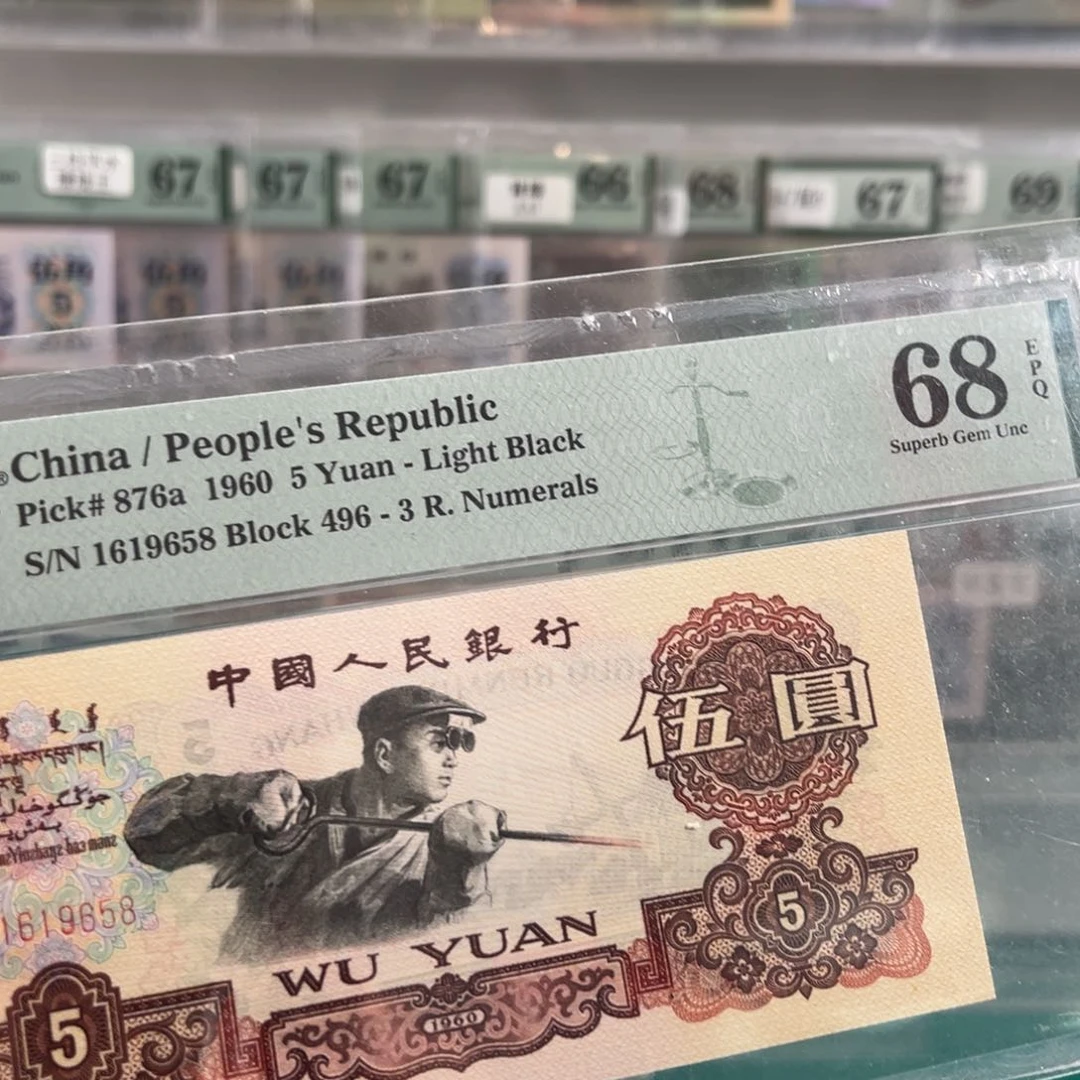 67
67
67
66
68
67
69
China / People's Republic
Pick# 876a 1960 5 Yuan - Light Black
S/N 1619658 Block 496 - 3 R. Numerals
68
EPQ
Superb Gem Unc
中國人民銀行
伍圓
1619658
WU YUAN
1960
5
5